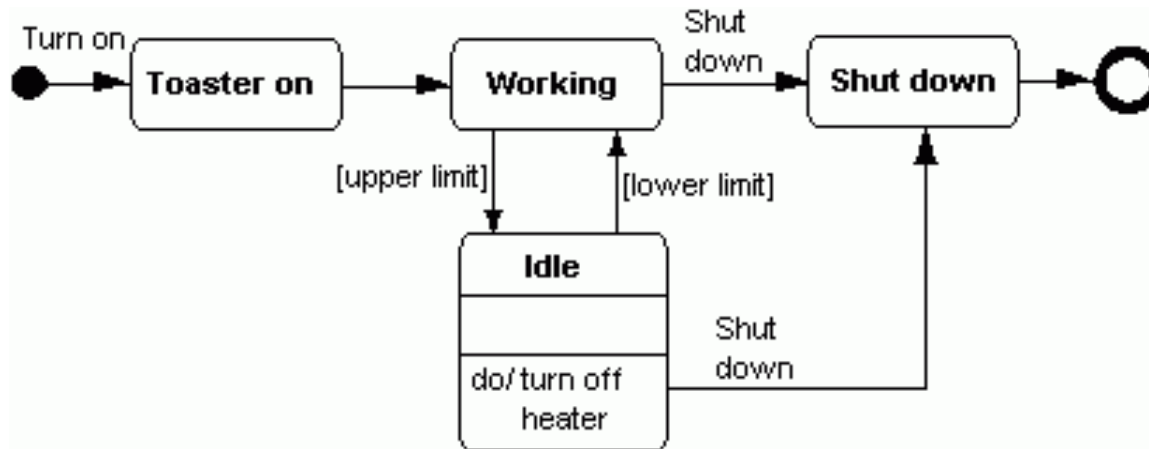 Turn on
Toaster on
Working
Shut
down
Shut down
[upper limit]
[lower limit]
Idle
do/ turn off
heater
Shut
down